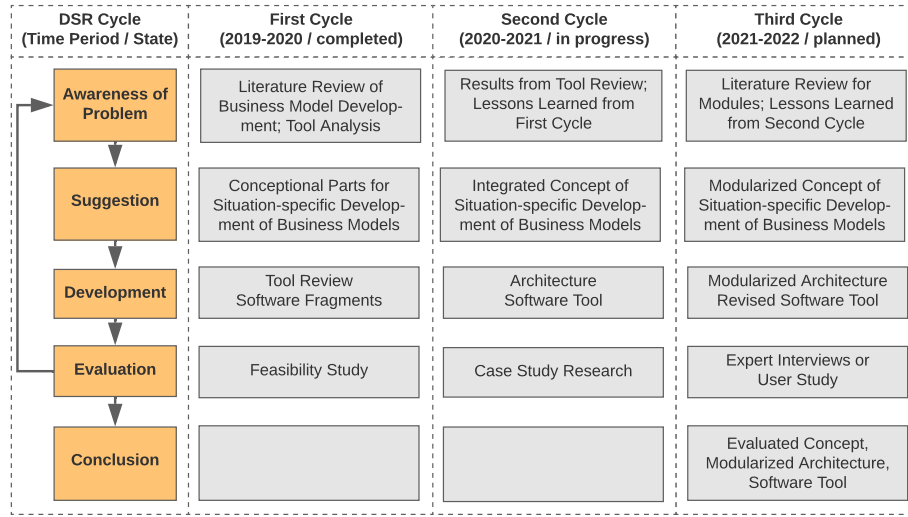 DSR Cycle
(Time Period / State)
First Cycle
(2019-2020 / completed)
Second Cycle
(2020-2021 / in progress)
Third Cycle
(2021-2022 / planned)
Awareness of
Problem
Literature Review of
Business Model Develop-
ment; Tool Analysis
Results from Tool Review;
Lessons Learned from
First Cycle
Literature Review for
Modules; Lessons Learned
from Second Cycle
Suggestion
Conceptional Parts for
Situation-specific Develop-
ment of Business Models
Integrated Concept of
Situation-specific Develop-
ment of Business Models
Modularized Concept of
Situation-specific Develop-
ment of Business Models
Development
Tool Review
Software Fragments
Architecture
Software Tool
Modularized Architecture
Revised Software Tool
Evaluation
Feasibility Study
Case Study Research
Expert Interviews or
User Study
Conclusion
Evaluated Concept,
Modularized Architecture,
Software Tool